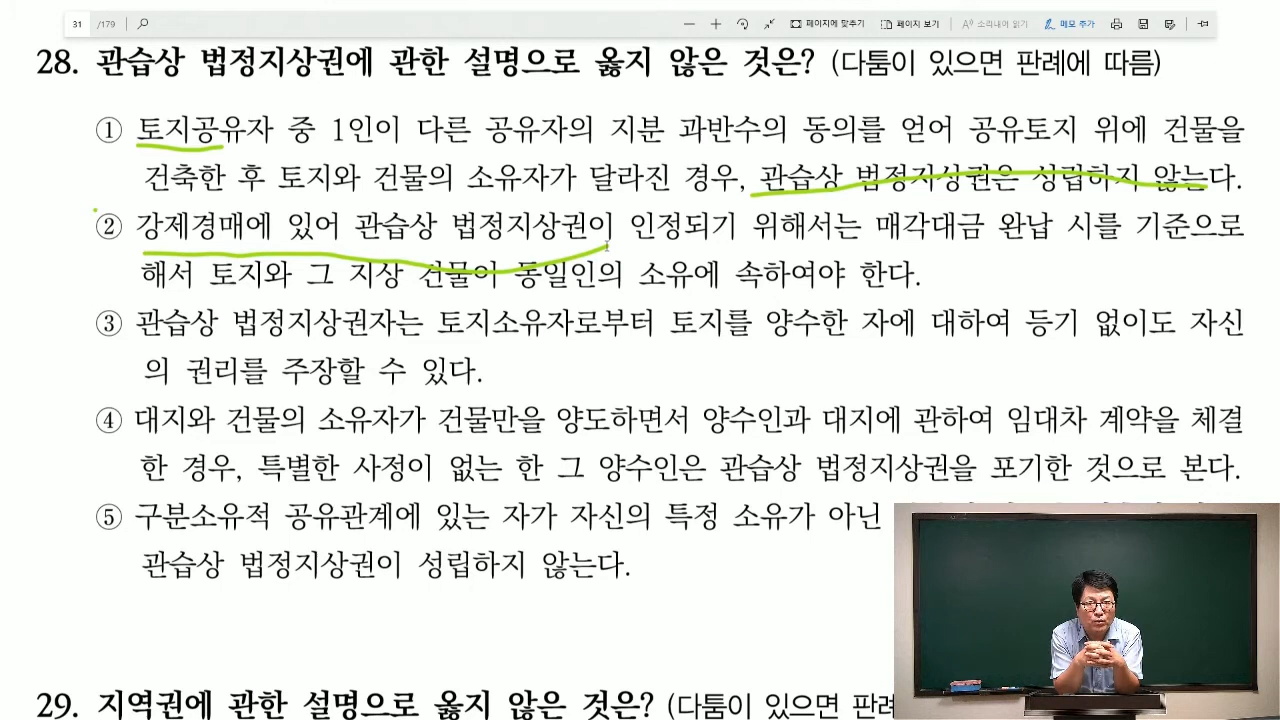 31 /179 페이지에 맞추기 페이지 보기 소리내어 읽기 메모 추가
28. 관습상 법정지상권에 관한 설명으로 옳지 않은 것은? (다툼이 있으면 판례에 따름)
① 토지공유자 중 1인이 다른 공유자의 지분 과반수의 동의를 얻어 공유토지 위에 건물을
건축한 후 토지와 건물의 소유자가 달라진 경우, 관습상 법정지상권은 성립하지 않는다.
② 강제경매에 있어 관습상 법정지상권이 인정되기 위해서는 매각대금 완납 시를 기준으로
해서 토지와 그 지상 건물이 동일인의 소유에 속하여야 한다.
③ 관습상 법정지상권자는 토지소유자로부터 토지를 양수한 자에 대하여 등기 없이도 자신
의 권리를 주장할 수 있다.
④ 대지와 건물의 소유자가 건물만을 양도하면서 양수인과 대지에 관하여 임대차 계약을 체결
한 경우, 특별한 사정이 없는 한 그 양수인은 관습상 법정지상권을 포기한 것으로 본다.
⑤ 구분소유적 공유관계에 있는 자가 자신의 특정 소유가 아닌
관습상 법정지상권이 성립하지 않는다.
29. 지역권에 관한 설명으로 옳지 않은 것은? (다툼이 있으면